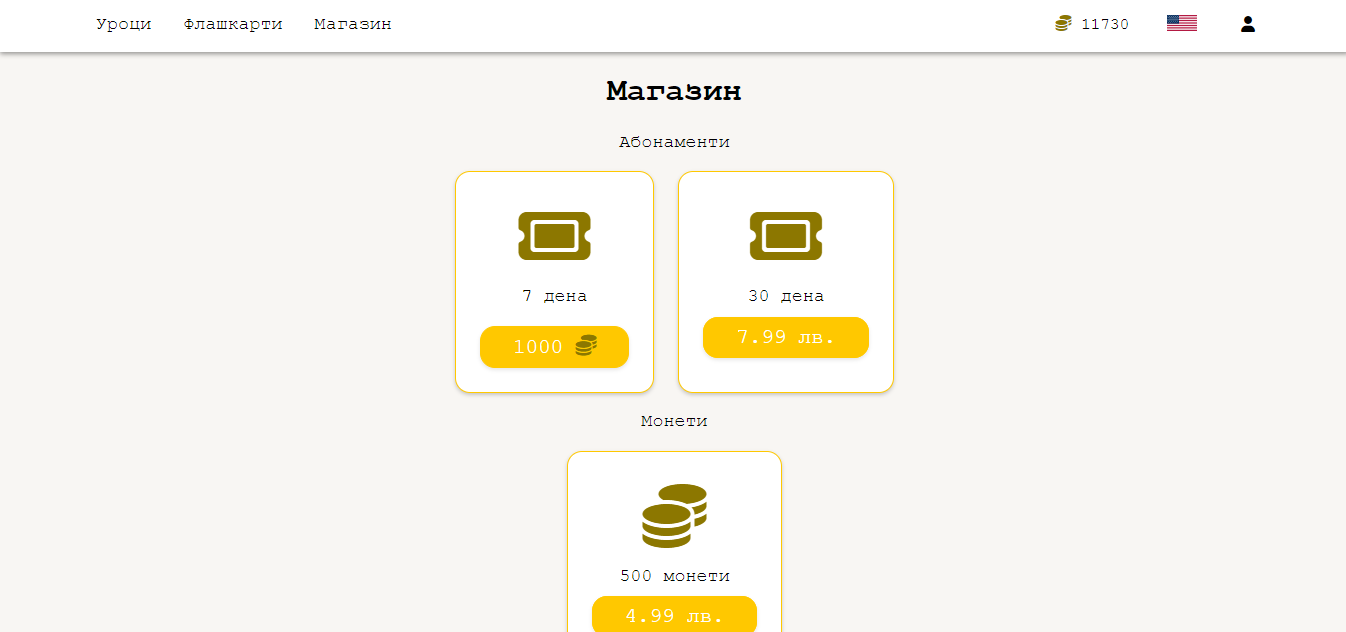 Уроци Флашкарти Магазин 11730
Магазин
Абонаменти
7 дена
1000
30 дена
7.99 лв.
Монети
500 монети
4.99 лв.